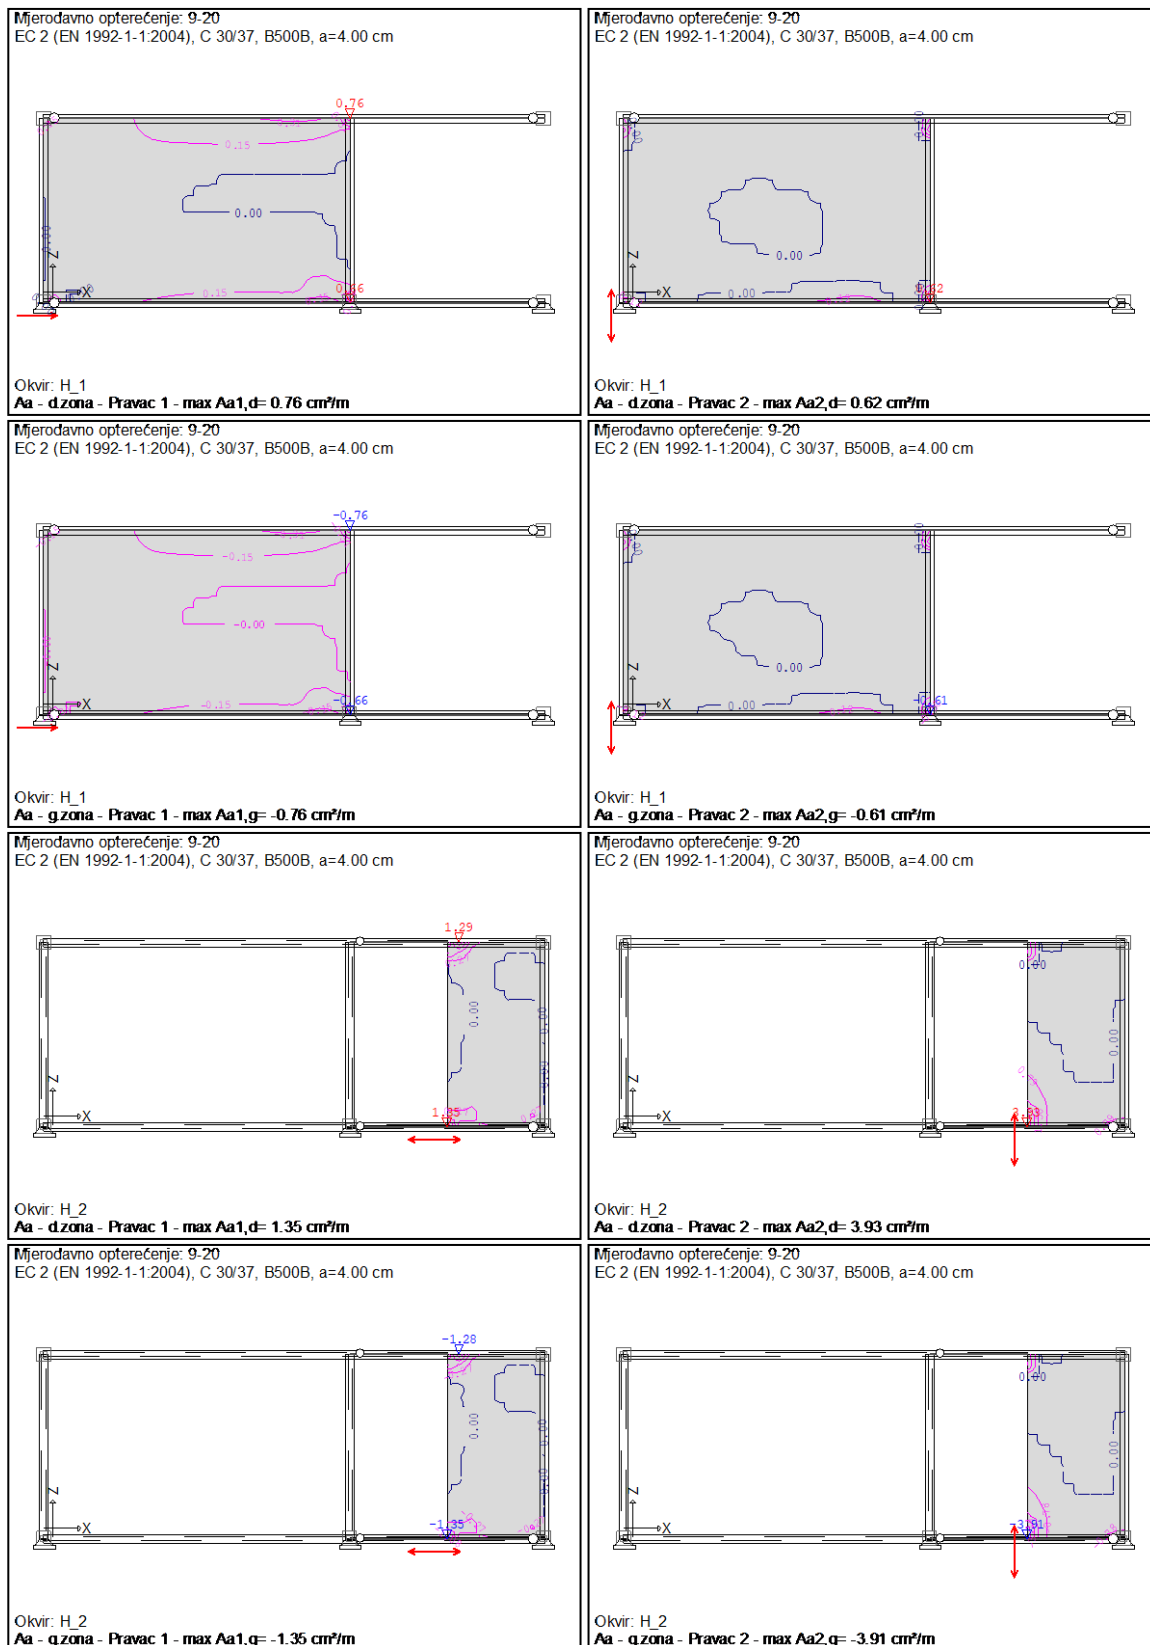 Mjerodavno opterećenje: 9-20
EC 2 (EN 1992-1-1:2004), C 30/37, B500B, a=4.00 cm
0.76
0.15
0.00
0.00
Z
X
0.15
0.66
Okvir: H_1
Aa - d.zona - Pravac 1 - max Aa1,d= 0.76 cm²/m
Mjerodavno opterećenje: 9-20
EC 2 (EN 1992-1-1:2004), C 30/37, B500B, a=4.00 cm
0.00
Z
X
0.00
Okvir: H_1
Aa - d.zona - Pravac 2 - max Aa2,d= 0.62 cm²/m
Mjerodavno opterećenje: 9-20
EC 2 (EN 1992-1-1:2004), C 30/37, B500B, a=4.00 cm
-0.76
-0.15
-0.00
Z
X
-0.15
-0.66
Okvir: H_1
Aa - g.zona - Pravac 1 - max Aa1,g= -0.76 cm²/m
Mjerodavno opterećenje: 9-20
EC 2 (EN 1992-1-1:2004), C 30/37, B500B, a=4.00 cm
0.00
Z
X
0.00
-0.61
Okvir: H_1
Aa - g.zona - Pravac 2 - max Aa2,g= -0.61 cm²/m
Mjerodavno opterećenje: 9-20
EC 2 (EN 1992-1-1:2004), C 30/37, B500B, a=4.00 cm
1.29
0.00
Z
X
1.35
Okvir: H_2
Aa - d.zona - Pravac 1 - max Aa1,d= 1.35 cm²/m
Mjerodavno opterećenje: 9-20
EC 2 (EN 1992-1-1:2004), C 30/37, B500B, a=4.00 cm
0.00
0.00
Z
X
3.93
Okvir: H_2
Aa - d.zona - Pravac 2 - max Aa2,d= 3.93 cm²/m
Mjerodavno opterećenje: 9-20
EC 2 (EN 1992-1-1:2004), C 30/37, B500B, a=4.00 cm
-1.28
0.00
Z
X
-1.35
Okvir: H_2
Aa - g.zona - Pravac 1 - max Aa1,g= -1.35 cm²/m
Mjerodavno opterećenje: 9-20
EC 2 (EN 1992-1-1:2004), C 30/37, B500B, a=4.00 cm
0.00
0.00
Z
X
-3.91
Okvir: H_2
Aa - g.zona - Pravac 2 - max Aa2,g= -3.91 cm²/m